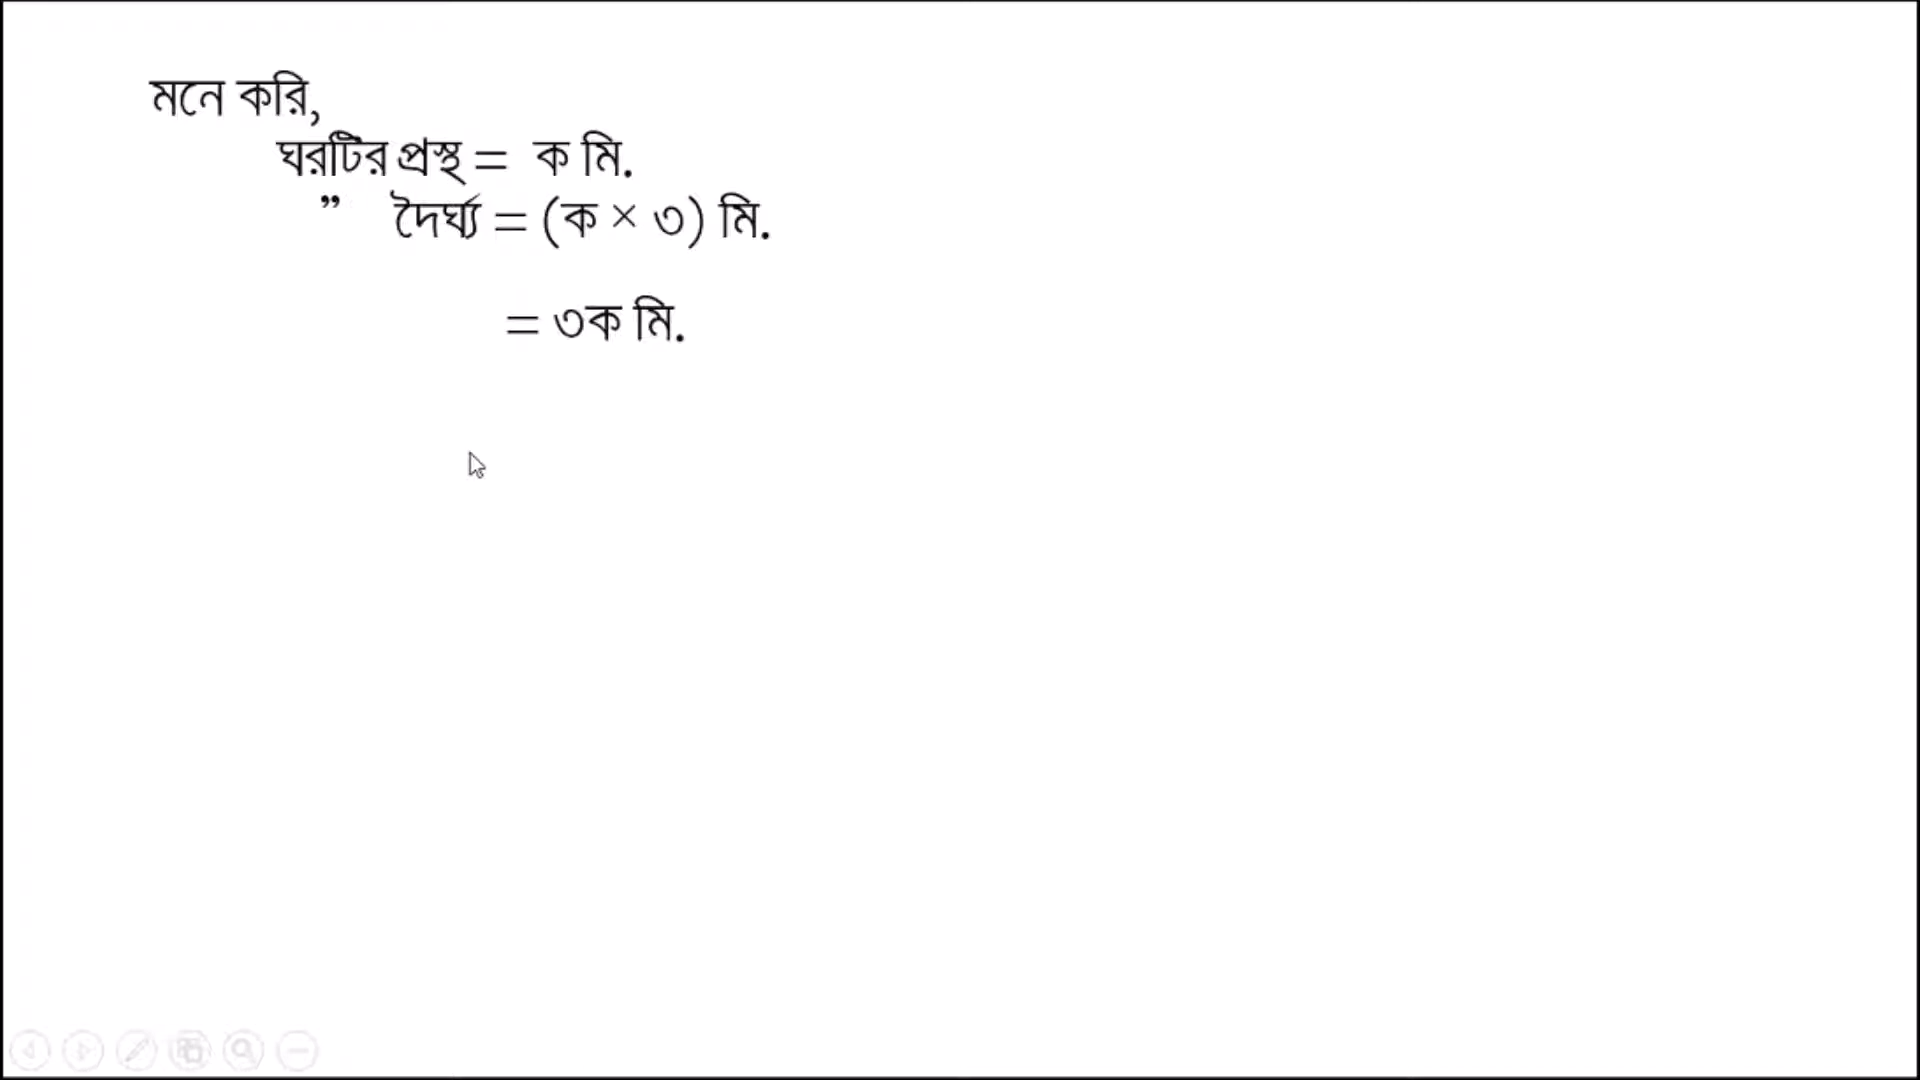 মনে করি,
ঘরটির প্রস্থ = ক মি.
” দৈর্ঘ্য = (ক × ৩) মি.
= ৩ক মি.